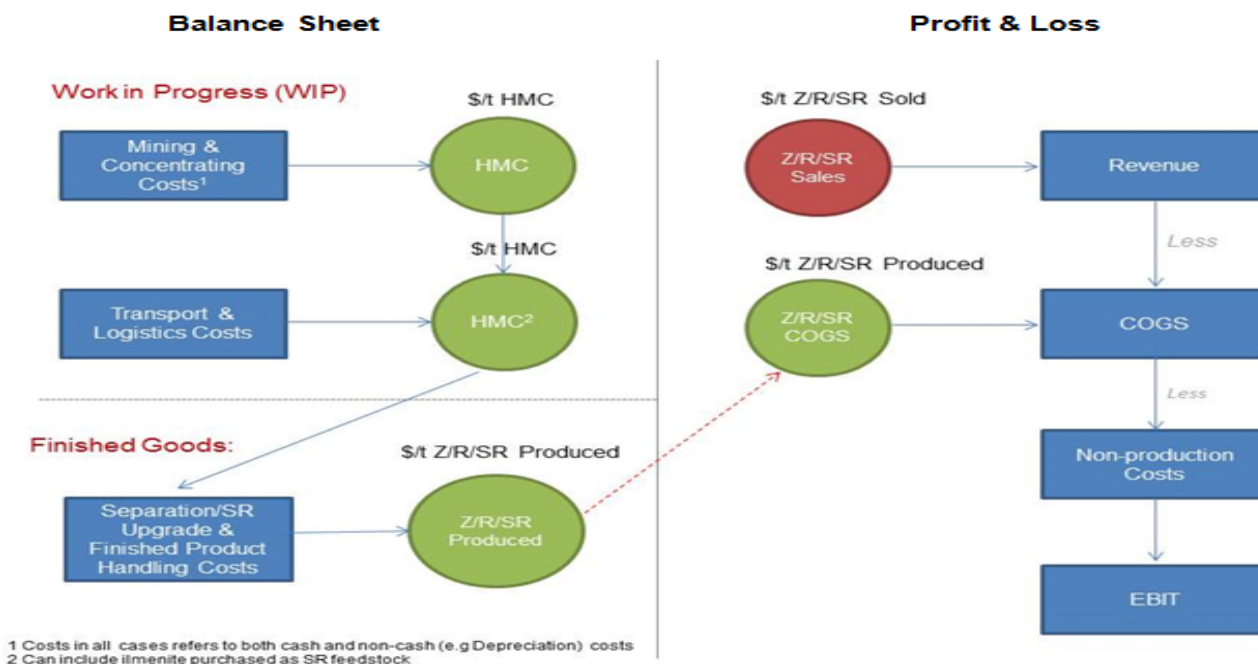 Balance Sheet
Work in Progress (WIP)
$/t HMC
Mining &
Concentrating
Costs¹
HMC
$/t HMC
Transport &
Logistics Costs
HMC²
Finished Goods:
$/t Z/R/SR Produced
Separation/SR
Upgrade &
Finished Product
Handling Costs
Z/R/SR
Produced
Profit & Loss
$/t Z/R/SR Sold
Z/R/SR
Sales
Revenue
Less
$/t Z/R/SR Produced
Z/R/SR
COGS
COGS
Less
Non-production
Costs
EBIT
1 Costs in all cases refers to both cash and non-cash (e.g Depreciation) costs
2 Can include ilmenite purchased as SR feedstock